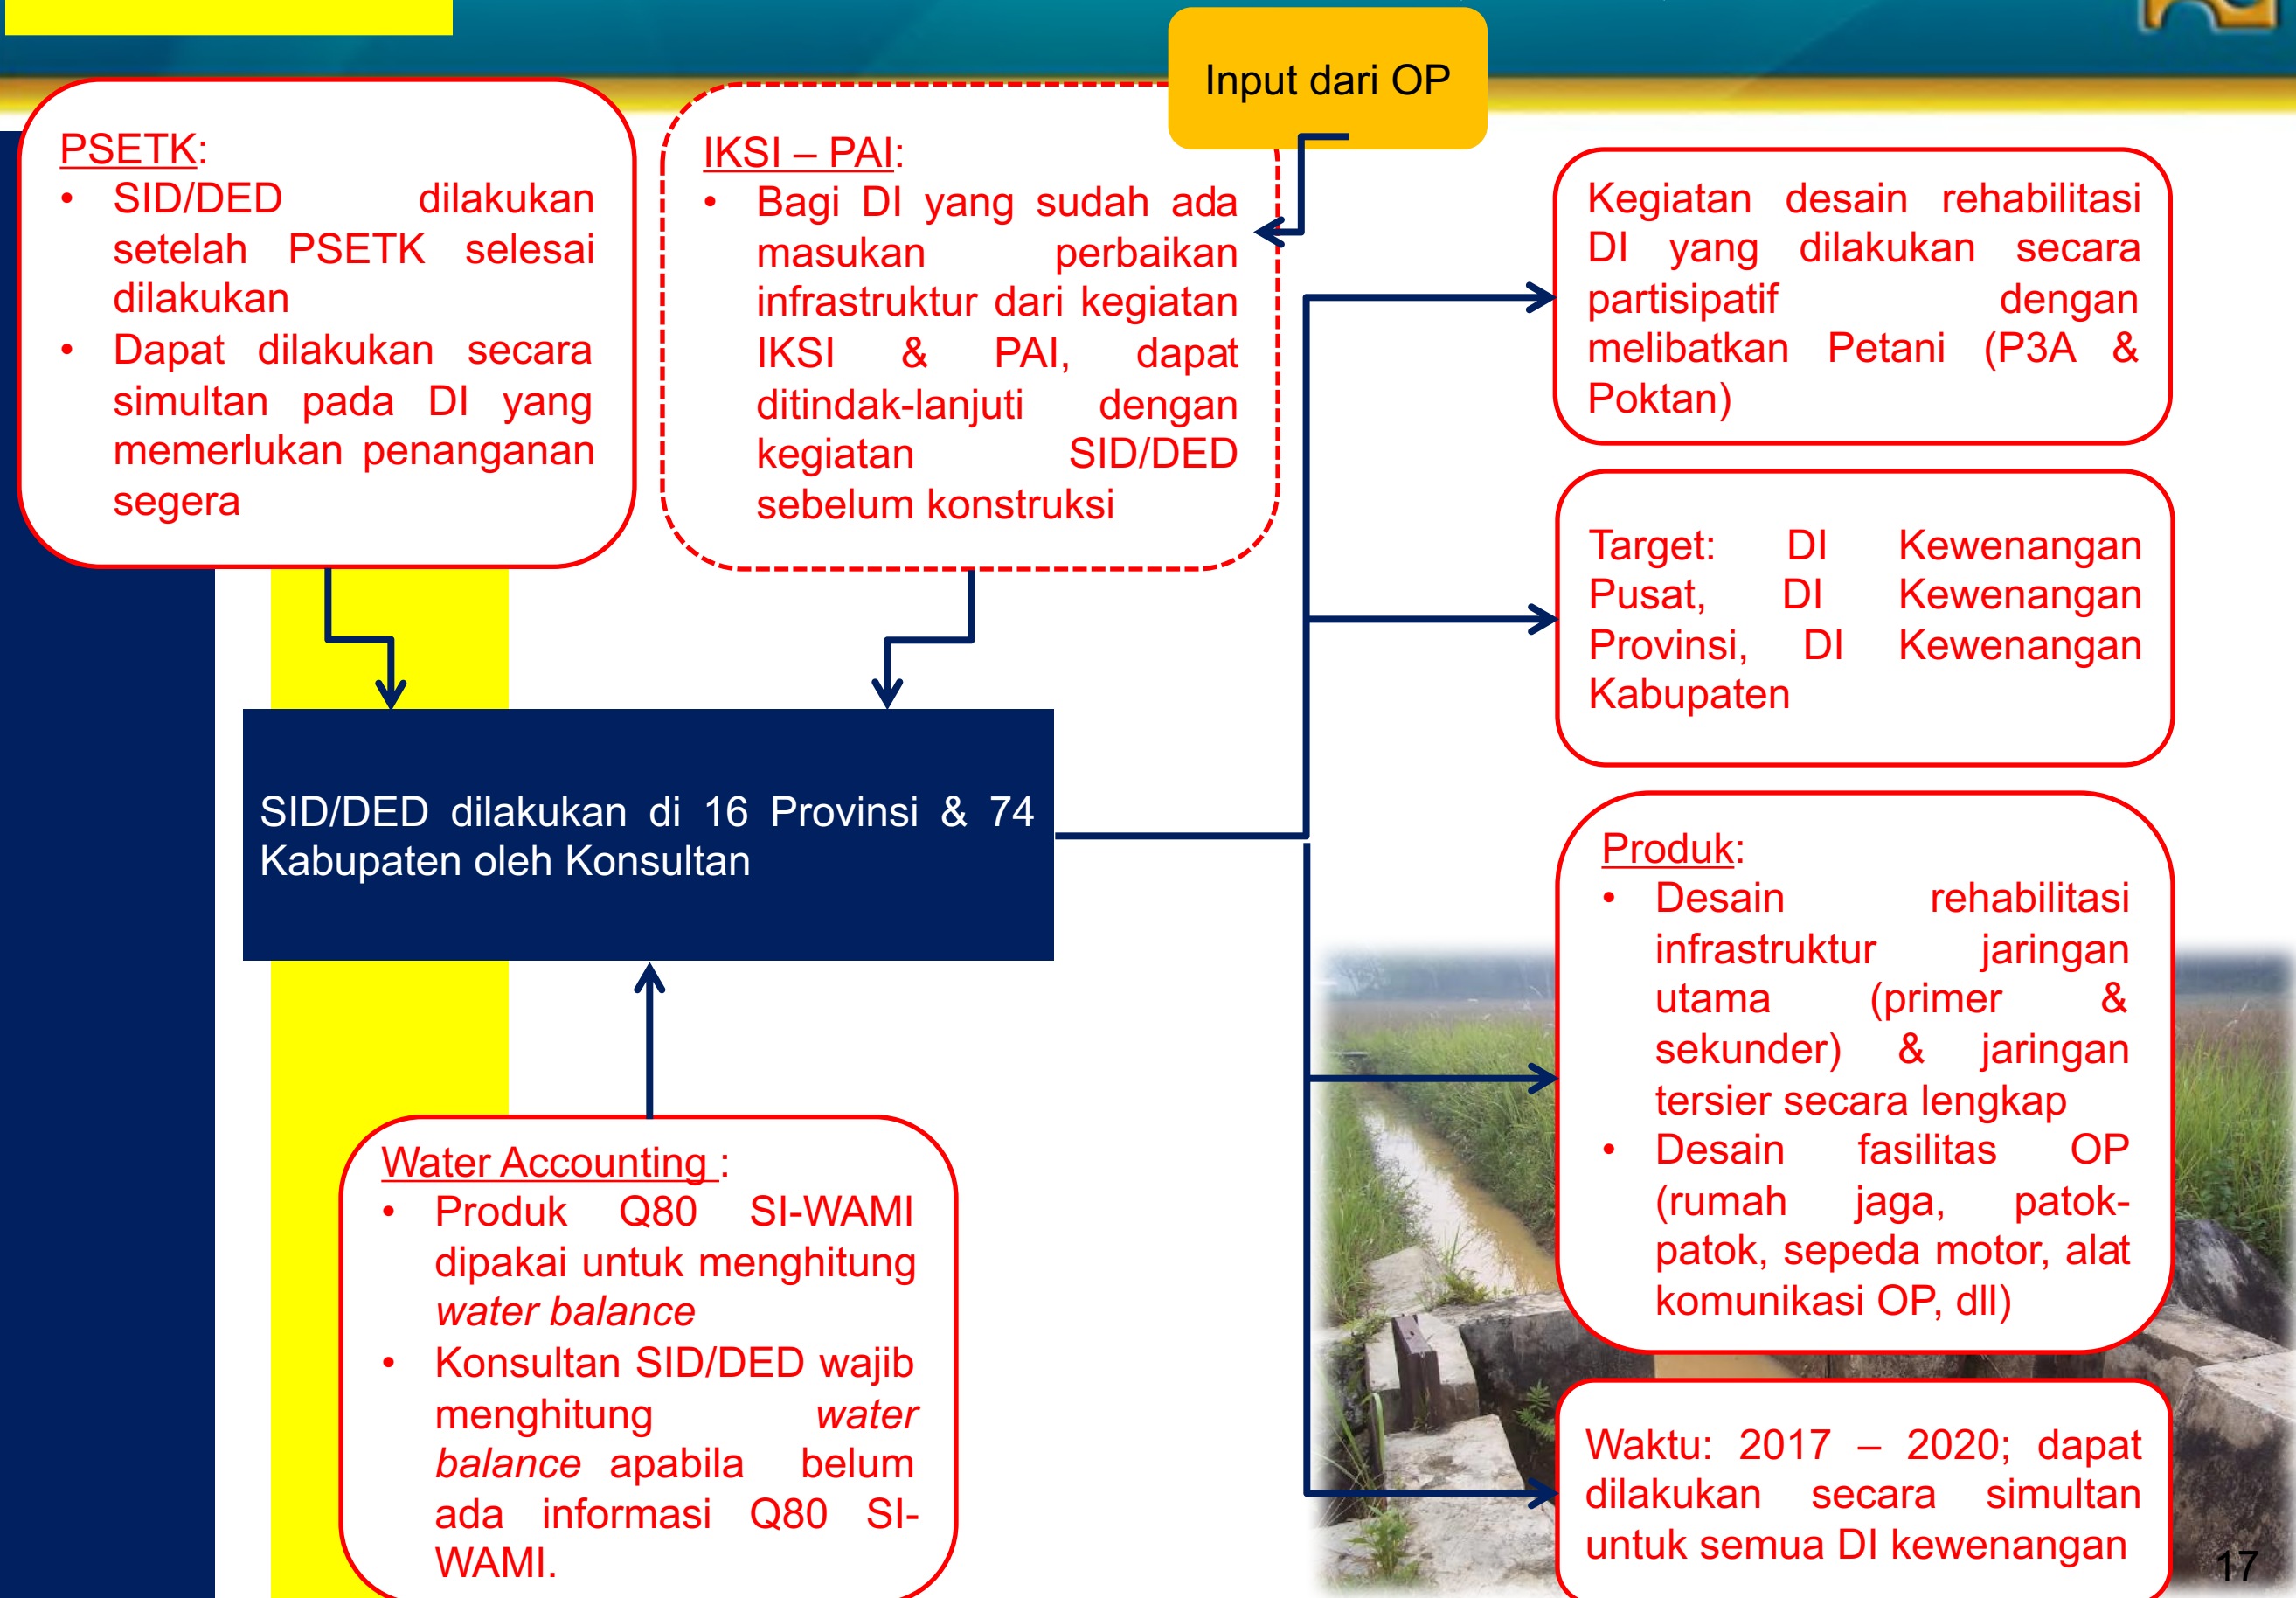 Input dari OP
PSETK:
• SID/DED dilakukan
setelah PSETK selesai
dilakukan
• Dapat dilakukan secara
simultan pada DI yang
memerlukan penanganan
segera
IKSI – PAI:
• Bagi DI yang sudah ada
masukan perbaikan
infrastruktur dari kegiatan
IKSI & PAI, dapat
ditindak-lanjuti dengan
kegiatan SID/DED
sebelum konstruksi
Kegiatan desain rehabilitasi
DI yang dilakukan secara
partisipatif dengan
melibatkan Petani (P3A &
Poktan)
Target: DI Kewenangan
Pusat, DI Kewenangan
Provinsi, DI Kewenangan
Kabupaten
SID/DED dilakukan di 16 Provinsi & 74
Kabupaten oleh Konsultan
Produk:
• Desain rehabilitasi
infrastruktur jaringan
utama (primer &
sekunder) & jaringan
tersier secara lengkap
• Desain fasilitas OP
(rumah jaga, patok-
patok, sepeda motor, alat
komunikasi OP, dll)
Water Accounting :
• Produk Q80 SI-WAMI
dipakai untuk menghitung
water balance
• Konsultan SID/DED wajib
menghitung water
balance apabila belum
ada informasi Q80 SI-
WAMI.
Waktu: 2017 – 2020; dapat
dilakukan secara simultan
untuk semua DI kewenangan
17